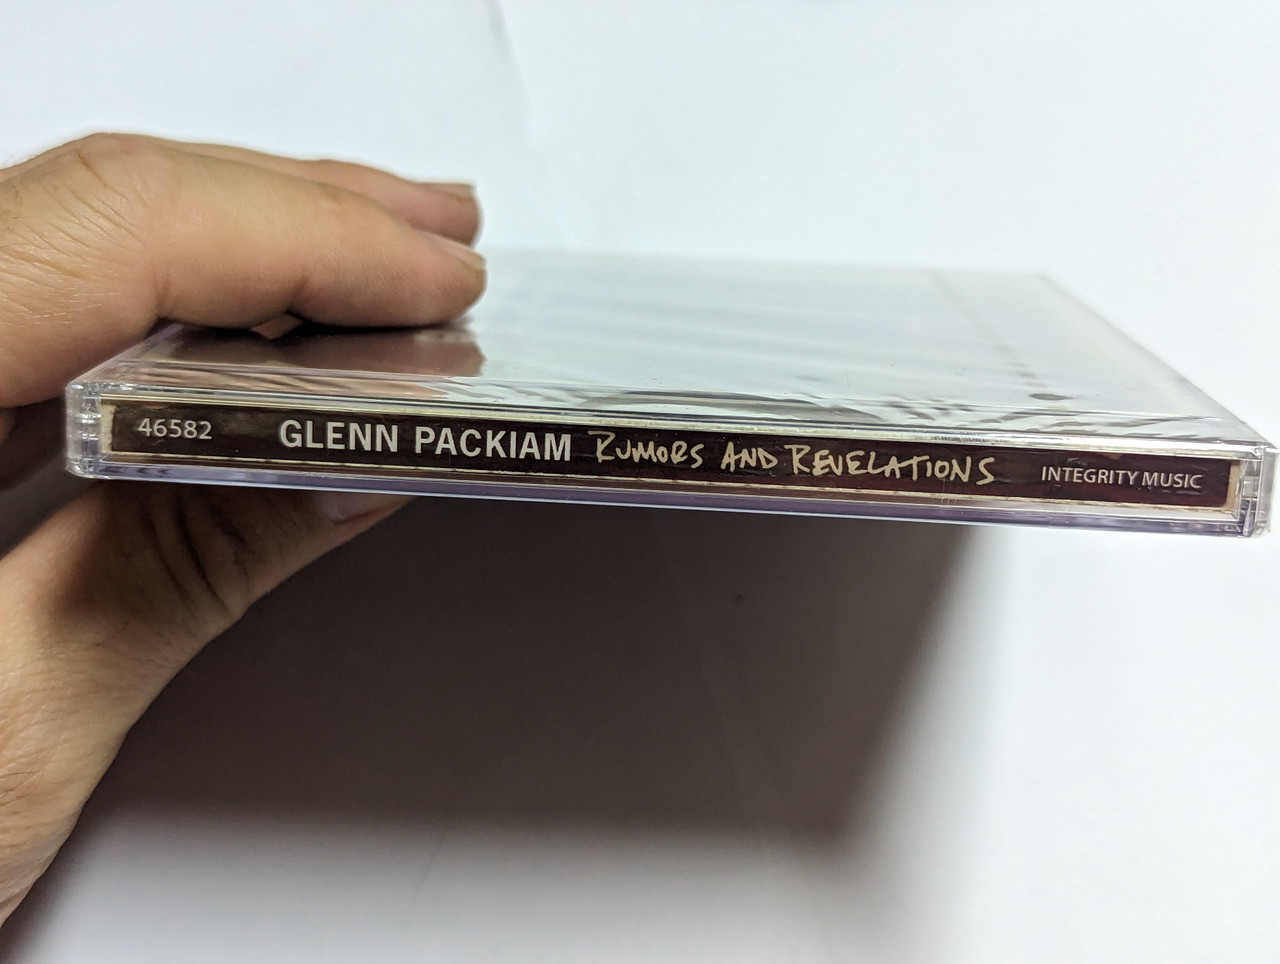 46582 GLENN PACKIAM RUMORS AND REVELATIONS INTEGRITY MUSIC